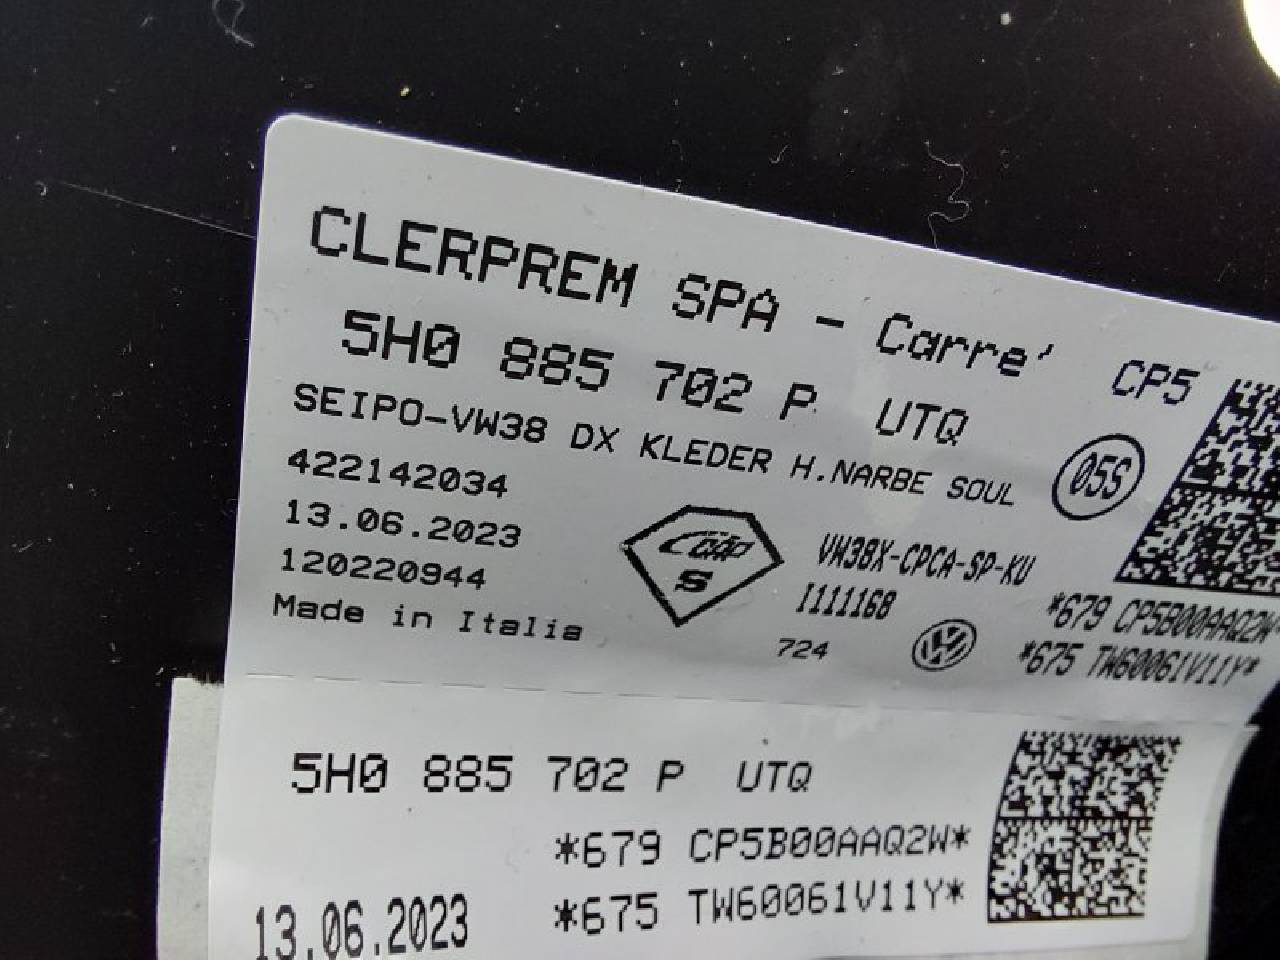 CLERPREM SPA - Carre' CP5
5H0 885 702 P UTQ
SEIPO-VW38 DX KLEDER H.NARBE SOUL
05S
422142034
13.06.2023
120220944
Made in Italia
S
VW38X-CPCA-SP-KU
1111168
724
VW
*679 CP5B00AAQ2W*
*675 TW60061V11Y*
5H0 885 702 P UTQ
*679 CP5B00AAQ2W*
*675 TW60061V11Y*
13.06.2023